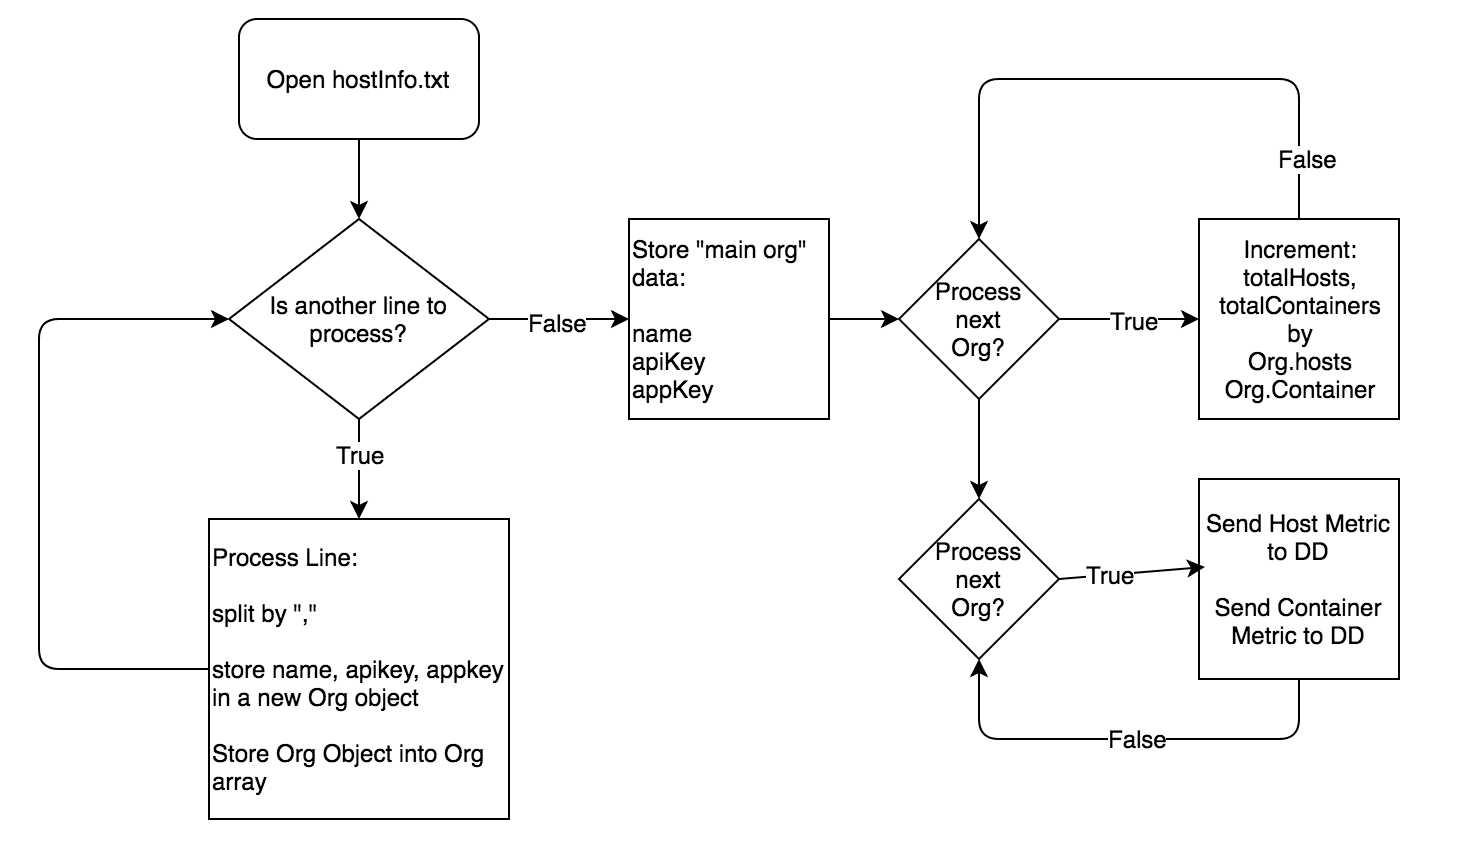 Open hostInfo.txt
Is another line to
process?
False
True
Process Line:
split by ","
store name, apikey, appkey
in a new Org object
Store Org Object into Org
array
Store "main org"
data:
name
apiKey
appKey
Process
next
Org?
True
Increment:
totalHosts,
totalContainers
by
Org.hosts
Org.Container
False
Process
next
Org?
True
Send Host Metric
to DD
Send Container
Metric to DD
False